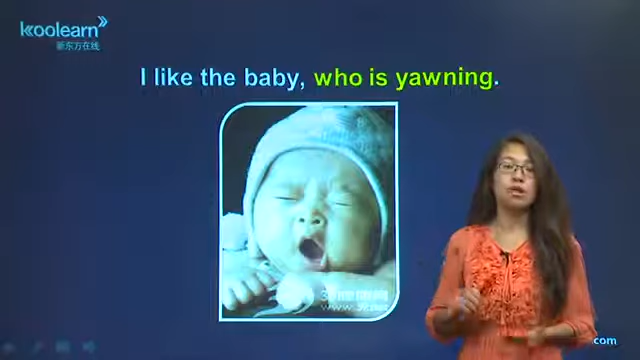 koolearn
新东方在线
I like the baby, who is yawning.
.com